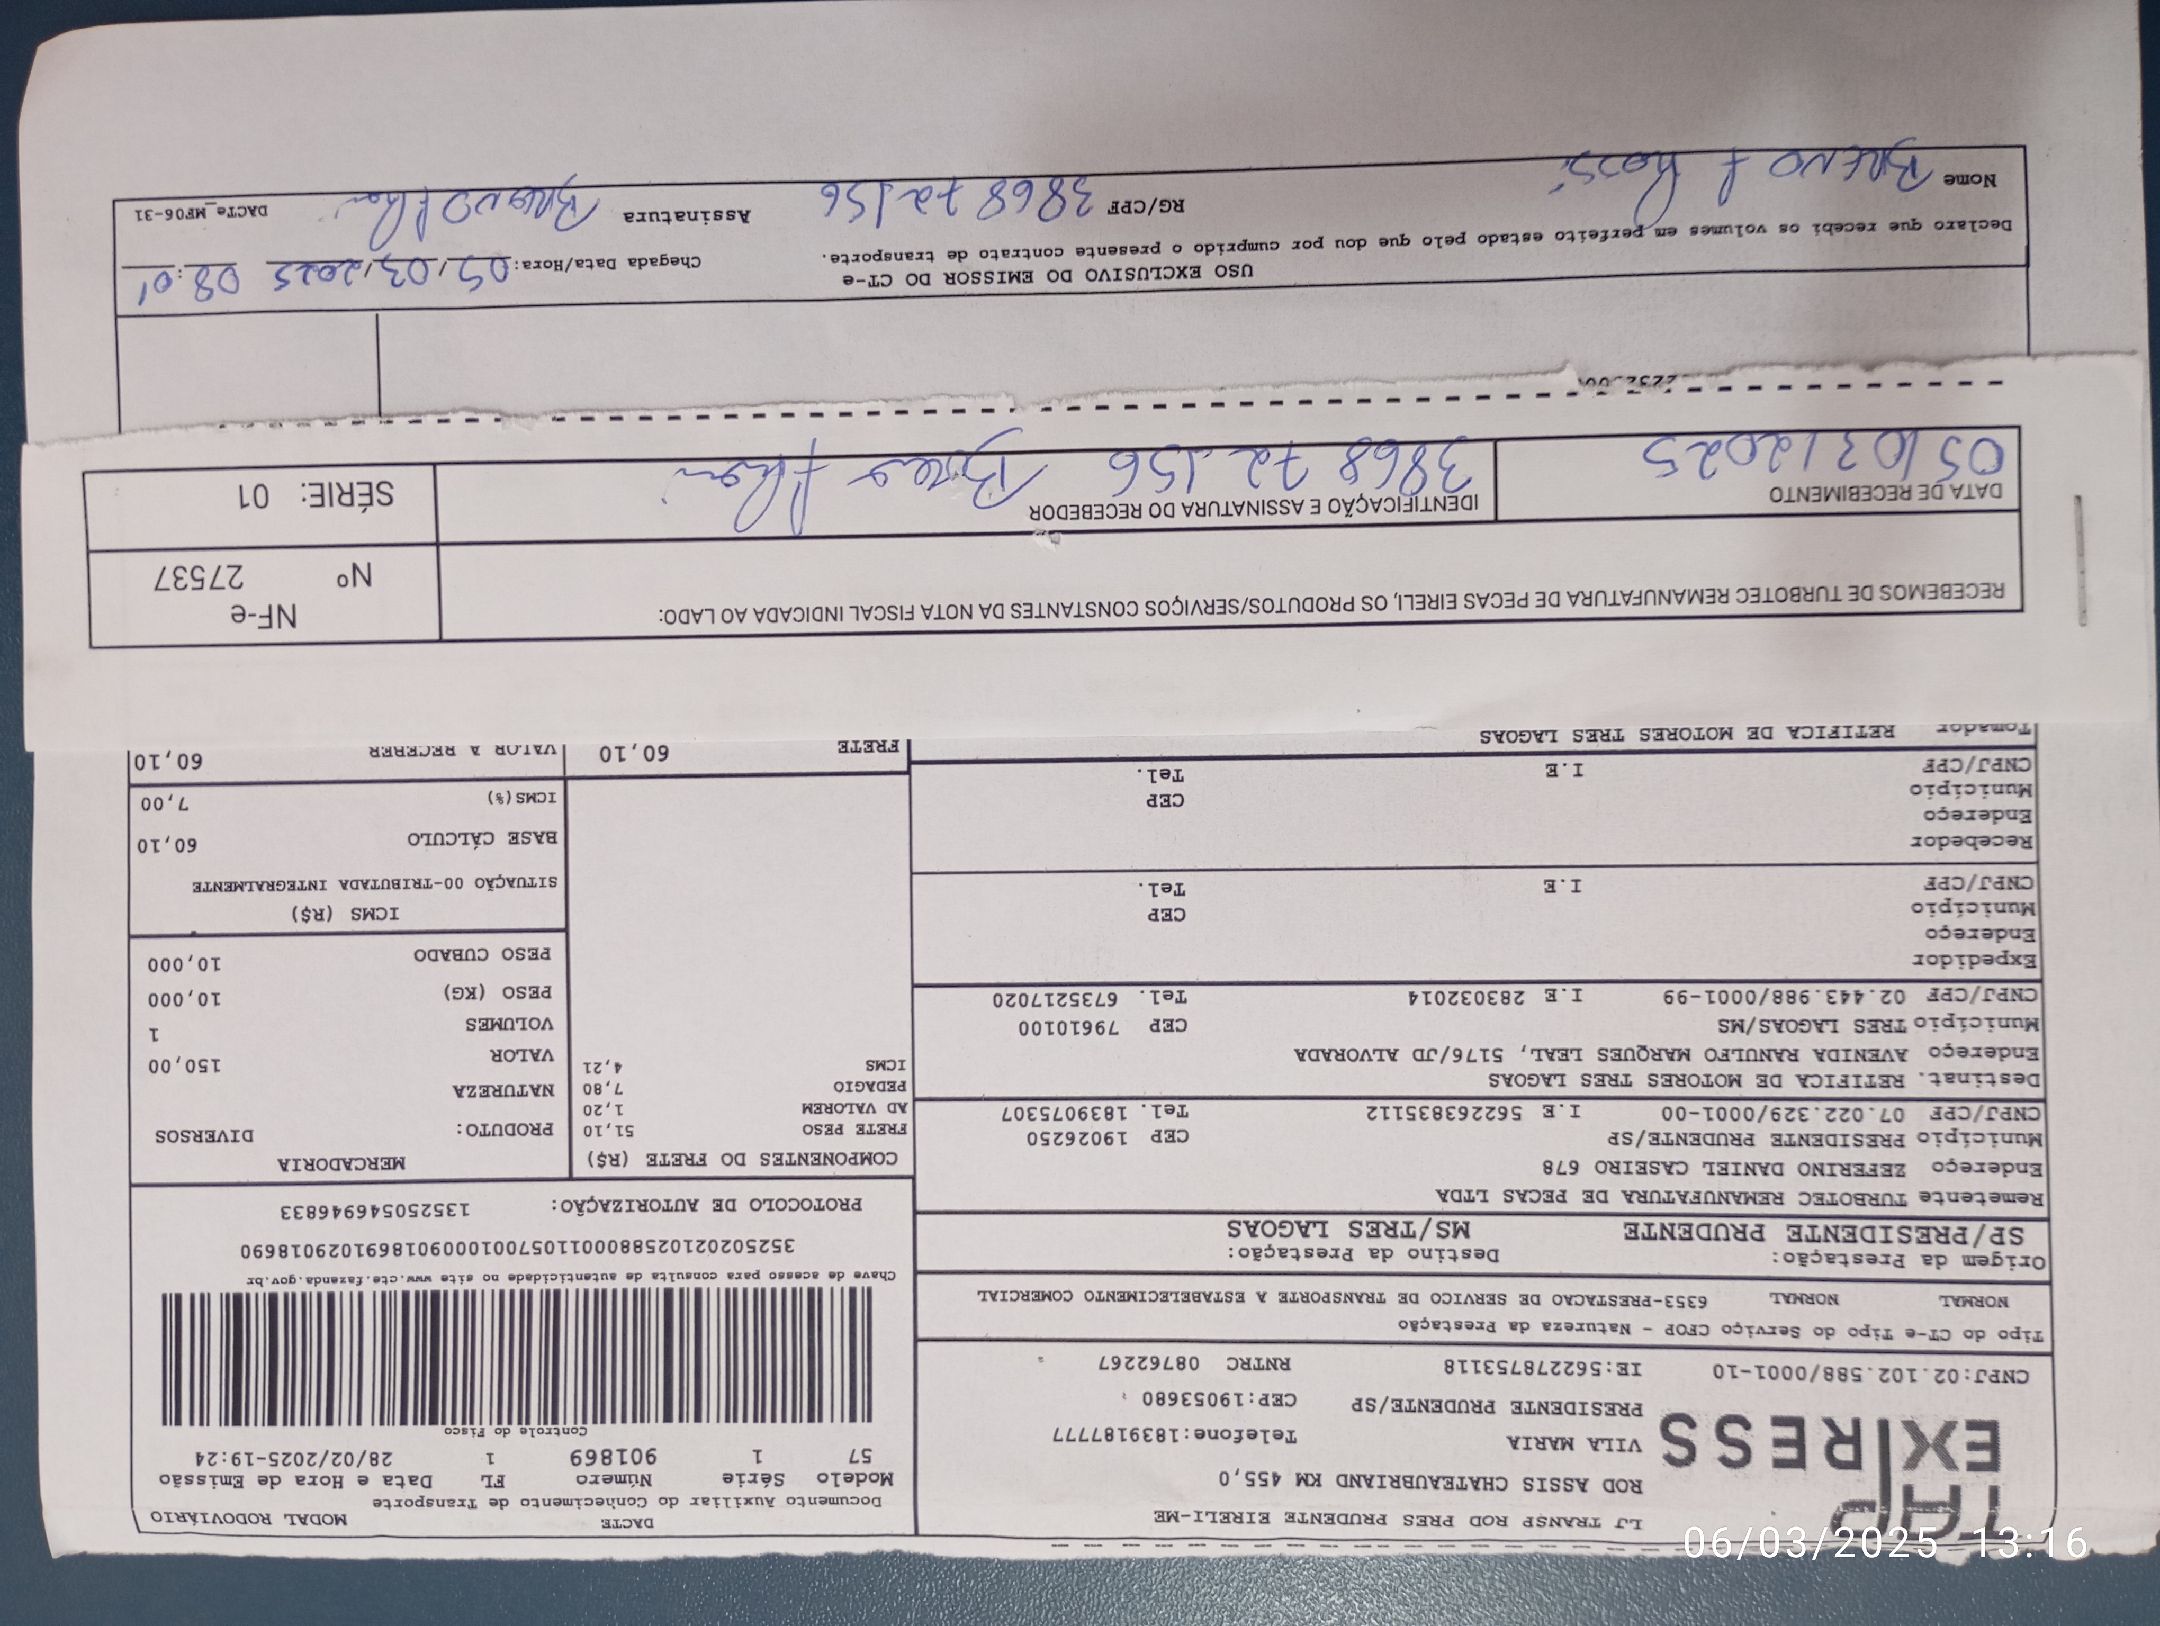 TAP
EXPRESS
LJ TRANSP ROD PRES PRUDENTE EIRELI-ME
ROD ASSIS CHATEAUBRIAND KM 455,0
VILA MARIA Telefone:1839187777
PRESIDENTE PRUDENTE/SP CEP:19053680
CNPJ:02.102.588/0001-10 IE:562278753118 RNTRC 08762267
DACTE MODAL RODOVIÁRIO
Documento Auxiliar do Conhecimento de Transporte
Modelo Série Número FL Data e Hora de Emissão
57 1 901869 1 28/02/2025-19:24
Controle do Fisco
Chave de acesso para consulta de autenticidade no site www.cte.fazenda.gov.br
35250202102588000110570010009018691029018690
PROTOCOLO DE AUTORIZAÇÃO: 135250546946833
Tipo do CT-e Tipo do Serviço CFOP - Natureza da Prestação
NORMAL NORMAL 6353-PRESTACAO DE SERVICO DE TRANSPORTE A ESTABELECIMENTO COMERCIAL
Origem da Prestação: Destino da Prestação:
SP/PRESIDENTE PRUDENTE MS/TRES LAGOAS
Remetente TURBOTEC REMANUFATURA DE PECAS LTDA
Endereço ZEFERINO DANIEL CASEIRO 678
Município PRESIDENTE PRUDENTE/SP CEP 19026250
CNPJ/CPF 07.022.329/0001-00 I.E 562263835112 Tel. 1839075307
Destinat. RETIFICA DE MOTORES TRES LAGOAS
Endereço AVENIDA RANULFO MARQUES LEAL, 5176/JD ALVORADA
Município TRES LAGOAS/MS CEP 79610100
CNPJ/CPF 02.443.988/0001-99 I.E 283032014 Tel. 6735217020
Expedidor
Endereço
Município CEP
CNPJ/CPF I.E Tel.
Recebedor
Endereço
Município CEP
CNPJ/CPF I.E Tel.
Tomador RETIFICA DE MOTORES TRES LAGOAS
COMPONENTES DO FRETE (R$)
FRETE PESO 51,10
AD VALOREM 1,20
PEDAGIO 7,80
ICMS 4,21
FRETE 60,10
MERCADORIA
PRODUTO: DIVERSOS
NATUREZA
VALOR 150,00
VOLUMES 1
PESO (KG) 10,000
PESO CUBADO 10,000
ICMS (R$)
SITUAÇÃO 00-TRIBUTADA INTEGRALMENTE
BASE CÁLCULO 60,10
ICMS(%) 7,00
VALOR A RECEBER 60,10
RECEBEMOS DE TURBOTEC REMANUFATURA DE PECAS EIRELI, OS PRODUTOS/SERVIÇOS CONSTANTES DA NOTA FISCAL INDICADA AO LADO:
NF-e
Nº 27537
SÉRIE: 01
DATA DE RECEBIMENTO
05/03/2025
IDENTIFICAÇÃO E ASSINATURA DO RECEBEDOR
386872156 Breno
USO EXCLUSIVO DO EMISSOR DO CT-e
Chegada Data/Hora: 05/03/2025 08:01
Declaro que recebi os volumes em perfeito estado pelo que dou por cumprido o presente contrato de transporte.
Nome Breno F Rossi RG/CPF 386872156 Assinatura Breno DACTe_MF06-31
06/03/2025 13:16